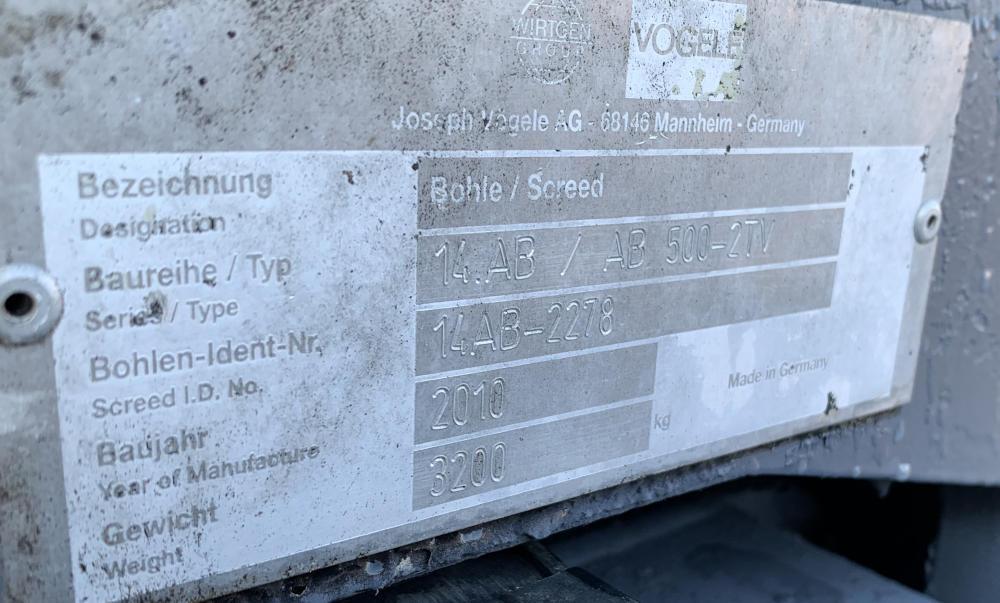 WIRTGEN
GROUP
VÖGELE
Joseph Vögele AG - 68146 Mannheim - Germany
Bezeichnung
Designation
Bohle / Screed
Baureihe / Typ
Series / Type
14.AB / AB 500-2TV
Bohlen-Ident-Nr.
Screed I.D. No.
14AB-2278
Baujahr
Year of Manufacture
2010
Gewicht
Weight
3200 kg
Made in Germany